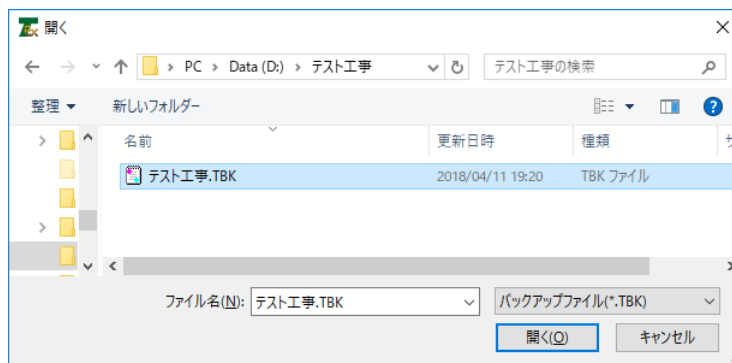 開く
PC › Data (D:) › テスト工事
テスト工事の検索
整理 新しいフォルダー
名前 更新日時 種類
テスト工事.TBK 2018/04/11 19:20 TBK ファイル
ファイル名(N): テスト工事.TBK バックアップファイル(*.TBK)
開く(O) キャンセル